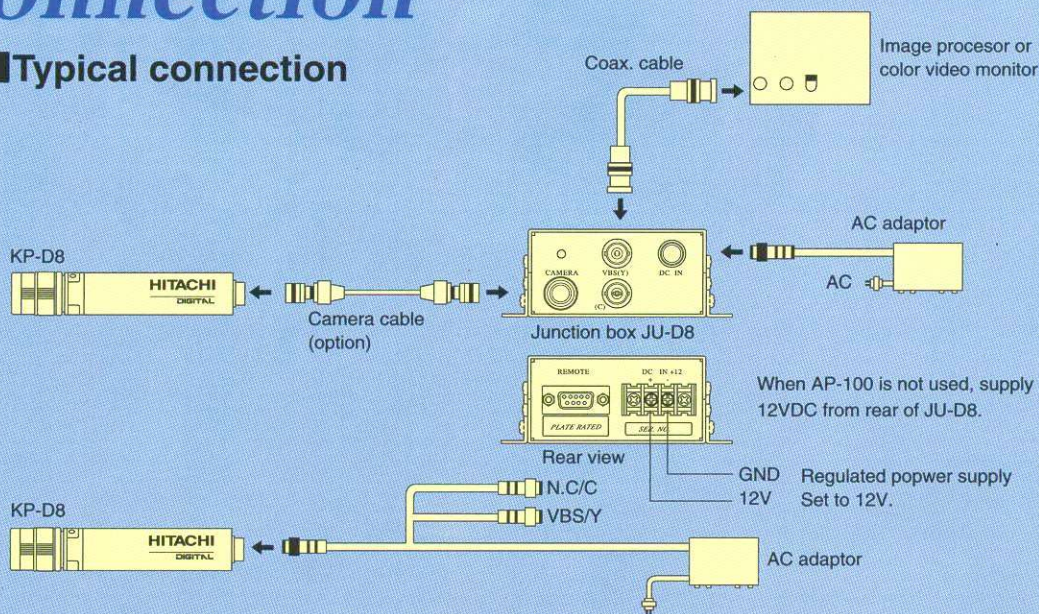 onnection
Typical connection
Coax. cable
Image procesor or
color video monitor
AC adaptor
AC
KP-D8
HITACHI
DIGITAL
Camera cable
(option)
CAMERA
VBS(Y)
DC IN
(C)
Junction box JU-D8
REMOTE
DC IN +12
+ -
PLATE RATED
SER. NO.
Rear view
When AP-100 is not used, supply
12VDC from rear of JU-D8.
GND
12V
Regulated popwer supply
Set to 12V.
N.C/C
VBS/Y
KP-D8
HITACHI
DIGITAL
AC adaptor